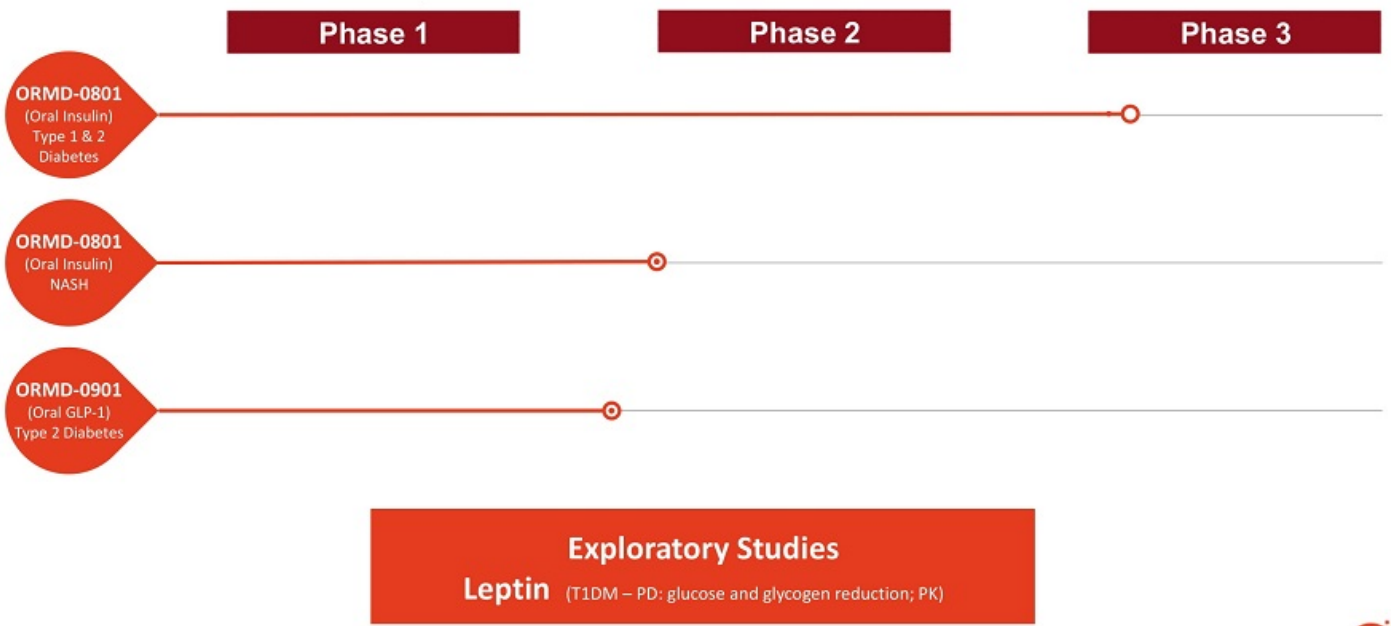 Phase 1
Phase 2
Phase 3
ORMD-0801
(Oral Insulin)
Type 1 & 2
Diabetes
ORMD-0801
(Oral Insulin)
NASH
ORMD-0901
(Oral GLP-1)
Type 2 Diabetes
Exploratory Studies
Leptin (T1DM – PD: glucose and glycogen reduction; PK)